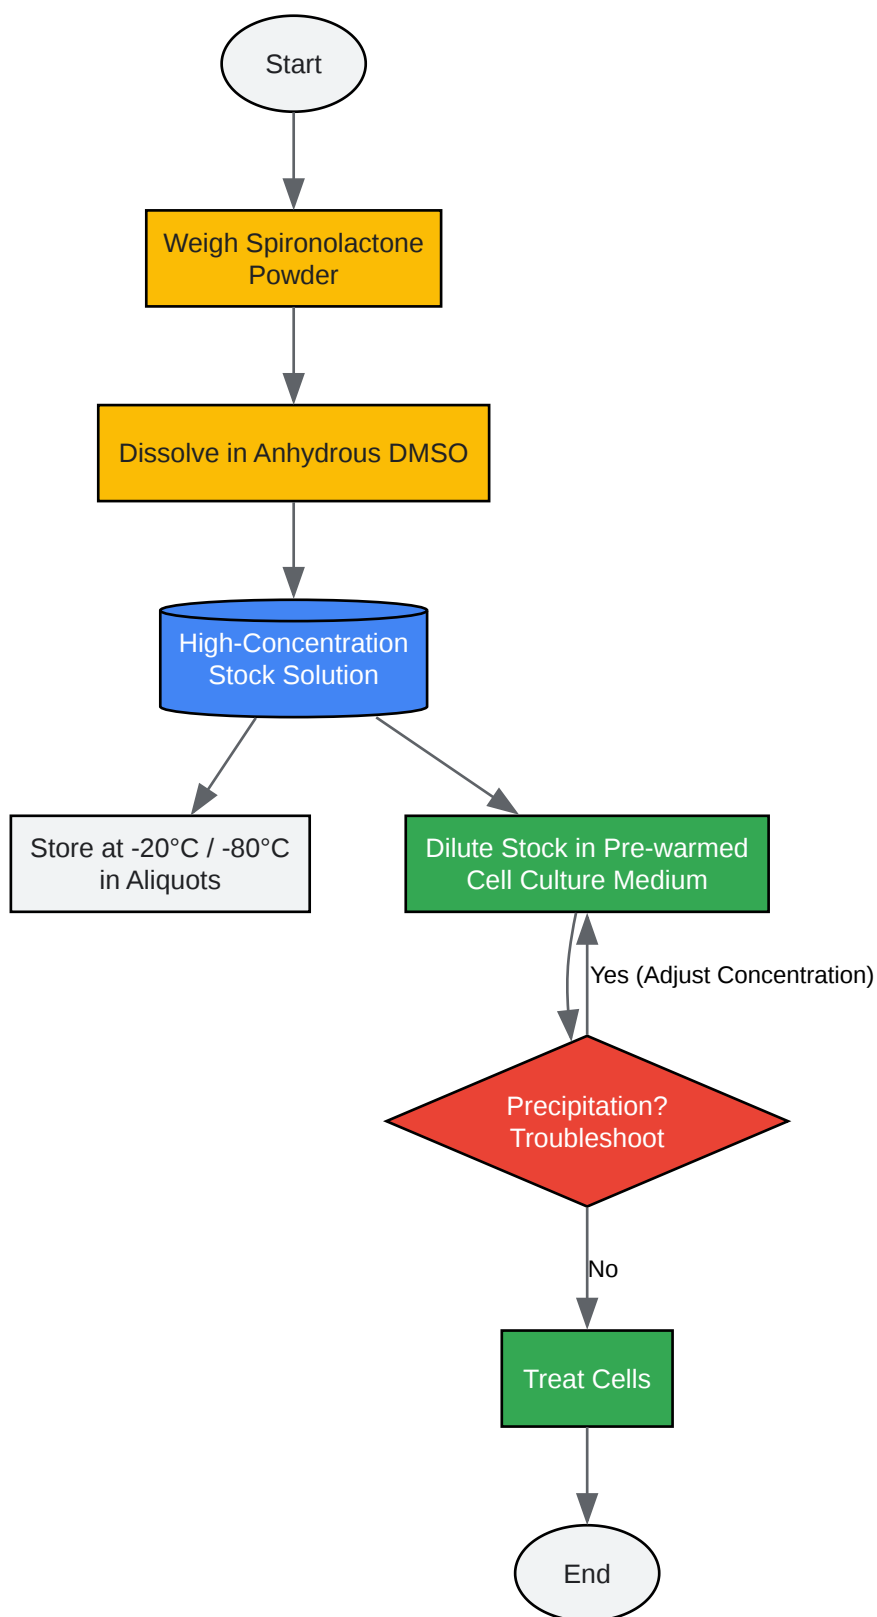 Start
Weigh Spironolactone
Powder
Dissolve in Anhydrous DMSO
High-Concentration
Stock Solution
Store at -20°C / -80°C
in Aliquots
Dilute Stock in Pre-warmed
Cell Culture Medium
Yes (Adjust Concentration)
Precipitation?
Troubleshoot
No
Treat Cells
End